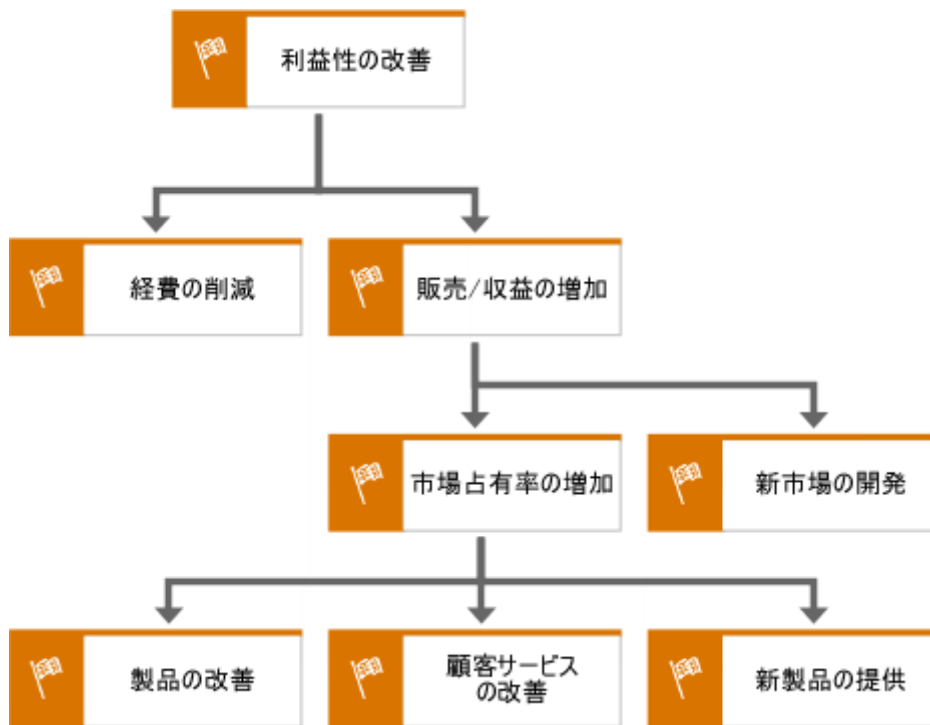 利益性の改善
経費の削減
販売/収益の増加
市場占有率の増加
新市場の開発
製品の改善
顧客サービス
の改善
新製品の提供